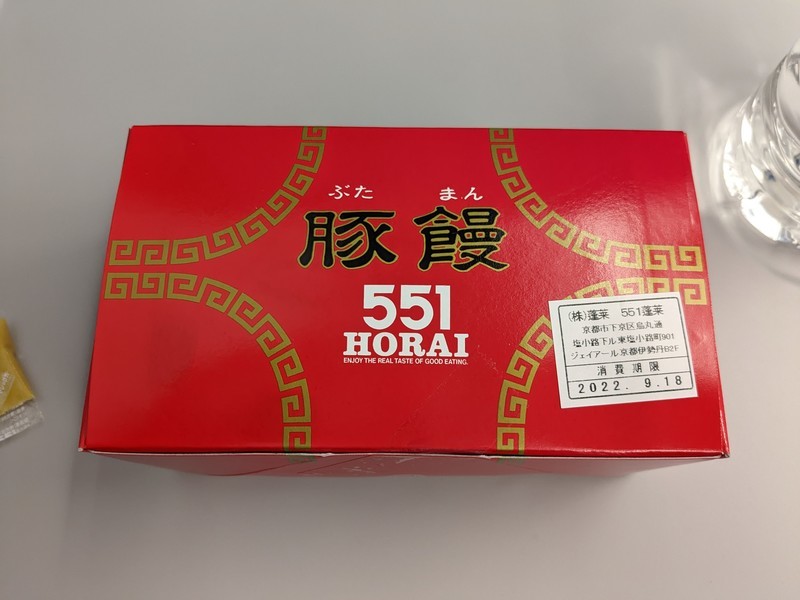 ぶた まん
豚饅
551
HORAI
ENJOY THE REAL TASTE OF GOOD EATING.
(株)蓬莱 551蓬莱
京都市下京区烏丸通
塩小路下ル東塩小路町901
ジェイアール京都伊勢丹B2F
消費期限
2022. 9.18